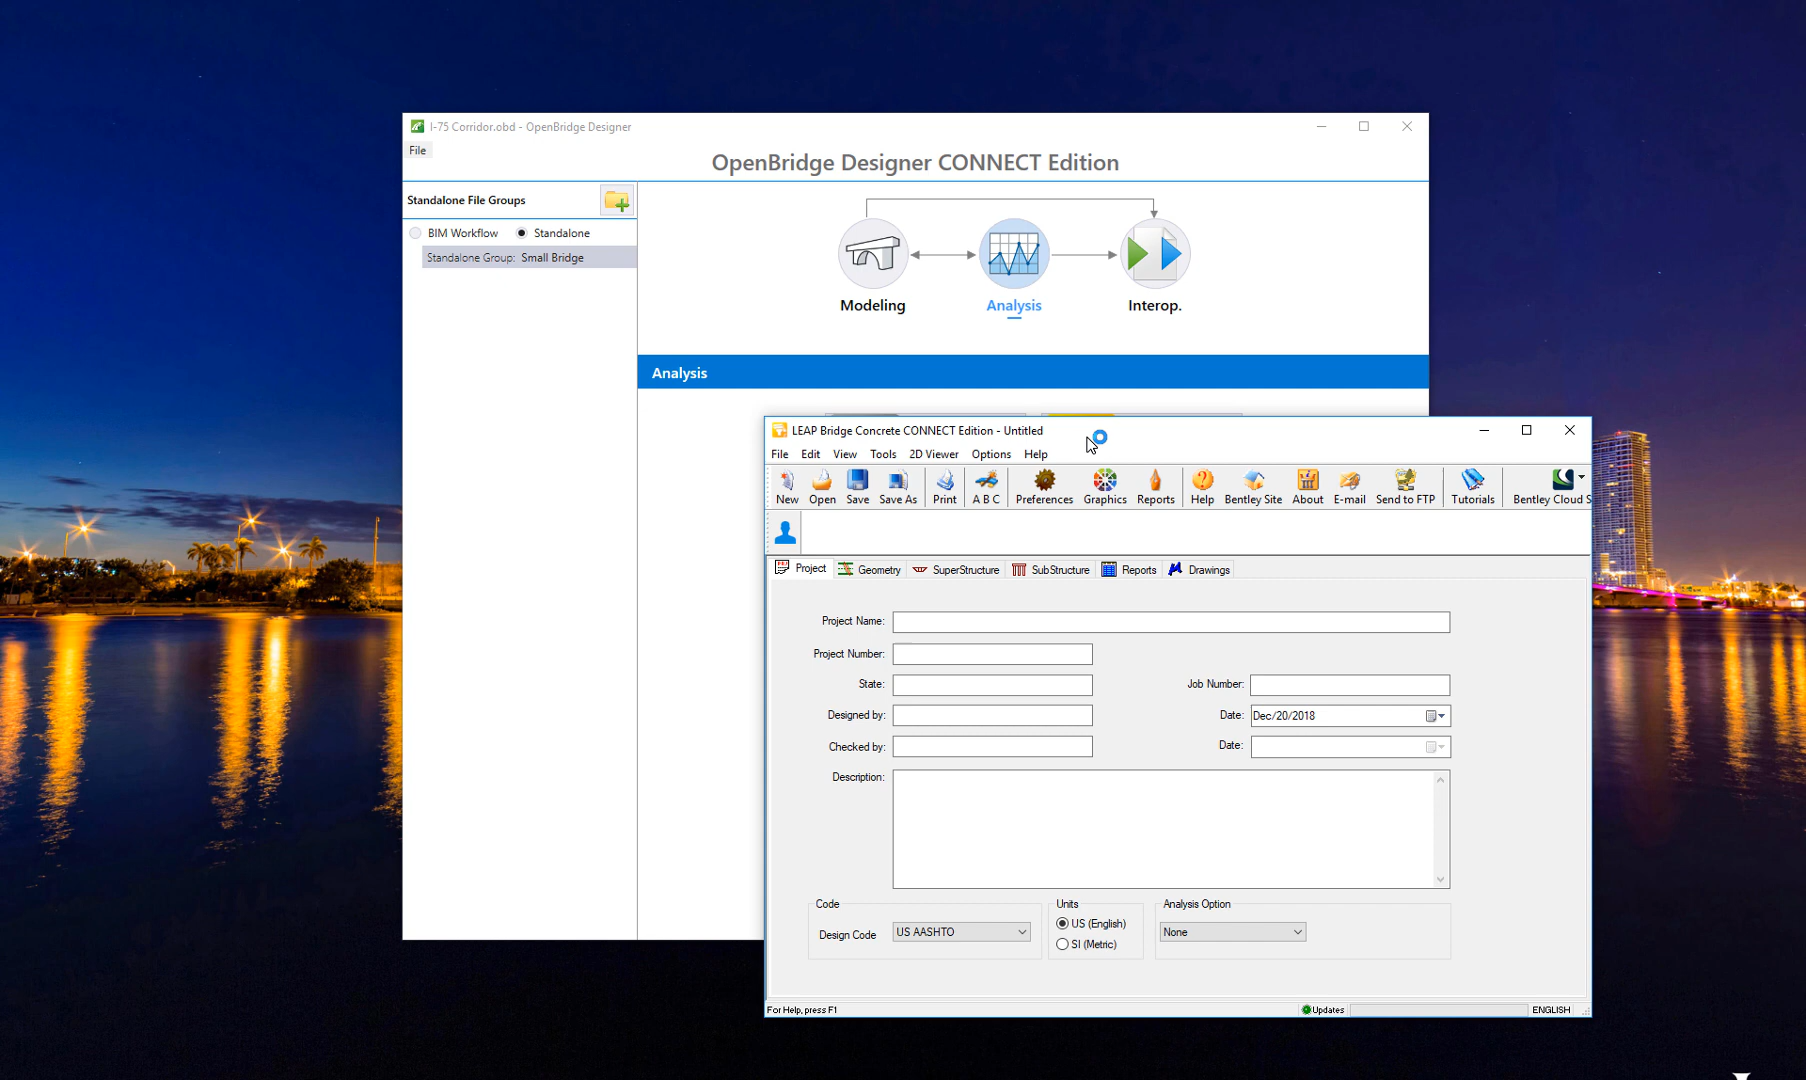 I-75 Corridor.obd - OpenBridge Designer
File
OpenBridge Designer CONNECT Edition
Standalone File Groups
BIM Workflow Standalone
Standalone Group: Small Bridge
Modeling Analysis Interop.
Analysis
LEAP Bridge Concrete CONNECT Edition - Untitled
File Edit View Tools 2D Viewer Options Help
New Open Save Save As Print A B C Preferences Graphics Reports Help Bentley Site About E-mail Send to FTP Tutorials Bentley Cloud S
Project Geometry SuperStructure SubStructure Reports Drawings
Project Name:
Project Number:
State: Job Number:
Designed by: Date: Dec/20/2018
Checked by: Date:
Description:
Code Units Analysis Option
Design Code US AASHTO US (English) None
SI (Metric)
For Help, press F1 Updates ENGLISH